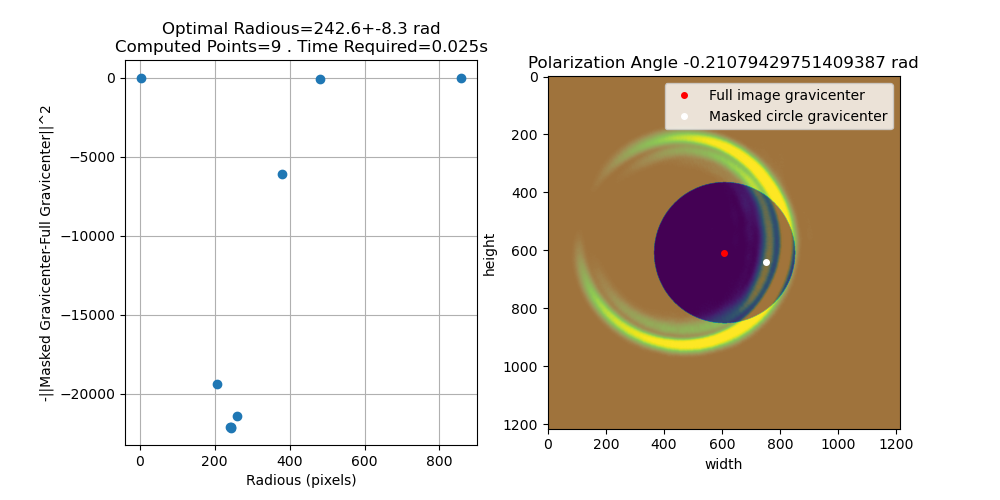 Optimal Radious=242.6+-8.3 rad
Computed Points=9 . Time Required=0.025s
0
−5000
−10000
−15000
−20000
-||Masked Gravicenter-Full Gravicenter||^2
0
200
400
600
800
Radious (pixels)
Polarization Angle -0.21079429751409387 rad
Full image gravicenter
Masked circle gravicenter
0
200
400
600
800
1000
1200
height
0
200
400
600
800
1000
1200
width